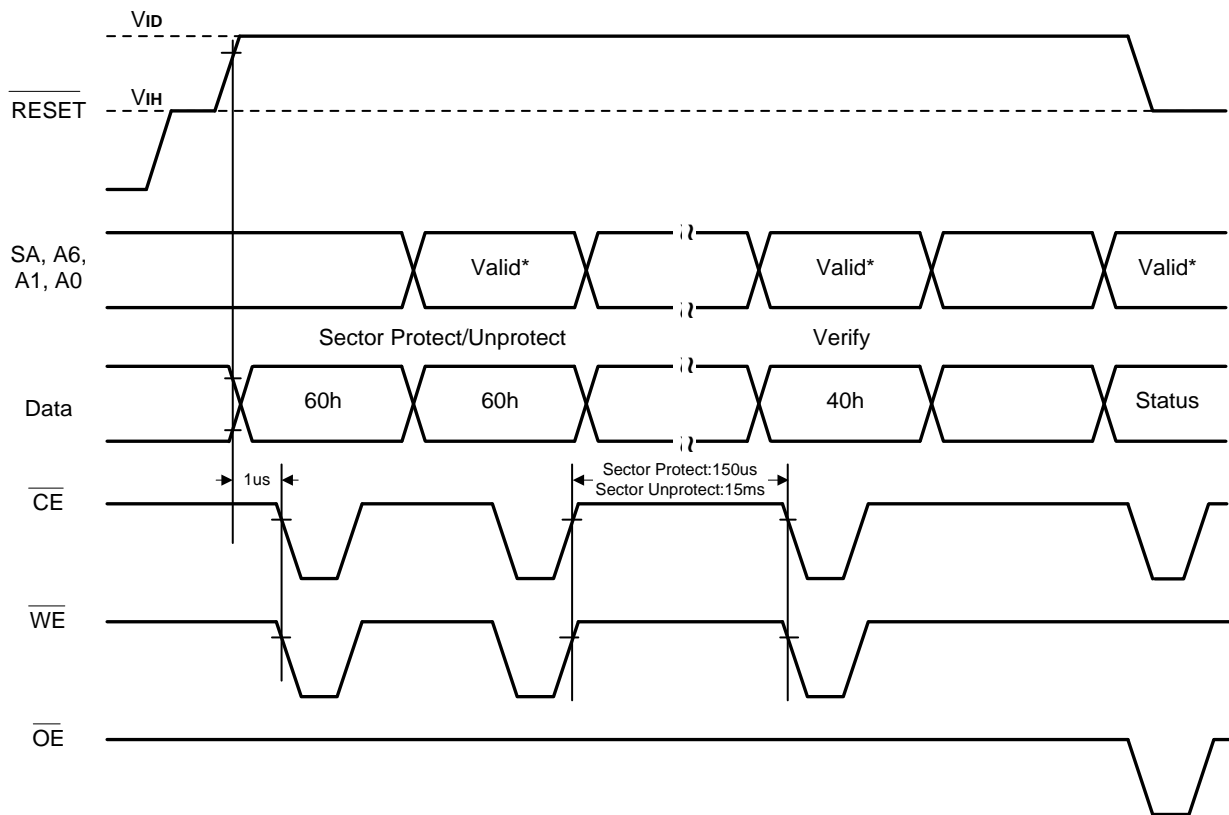 VID
RESET
VIH
SA, A6,
A1, A0
Valid*
Valid*
Valid*
Sector Protect/Unprotect
Verify
Data
60h
60h
40h
Status
CE
1us
Sector Protect:150us
Sector Unprotect:15ms
WE
OE